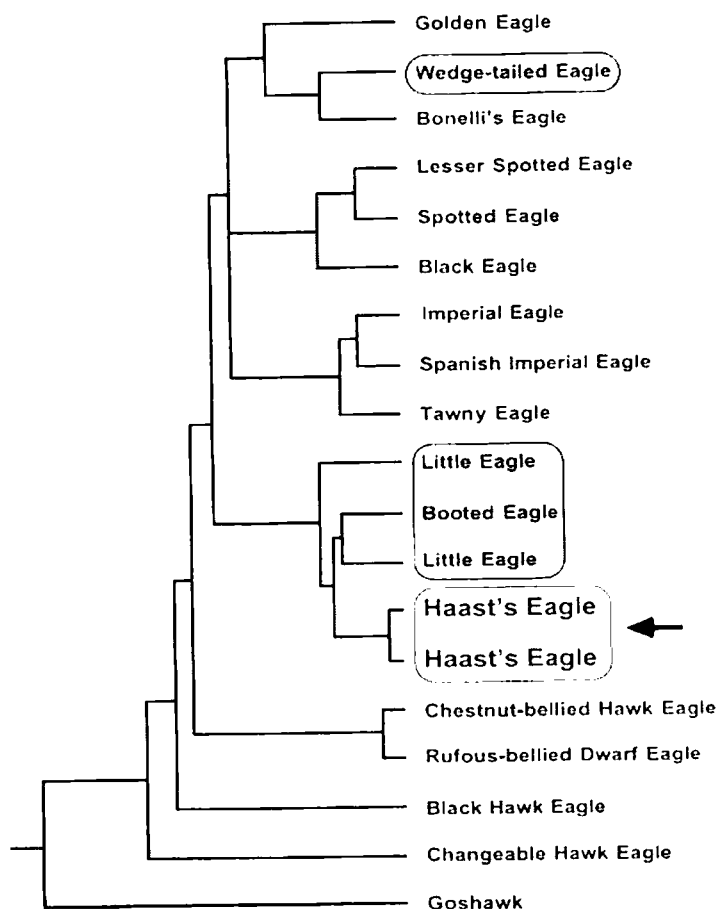 Golden Eagle
Wedge-tailed Eagle
Bonelli's Eagle
Lesser Spotted Eagle
Spotted Eagle
Black Eagle
Imperial Eagle
Spanish Imperial Eagle
Tawny Eagle
Little Eagle
Booted Eagle
Little Eagle
Haast's Eagle
Haast's Eagle
Chestnut-bellied Hawk Eagle
Rufous-bellied Dwarf Eagle
Black Hawk Eagle
Changeable Hawk Eagle
Goshawk